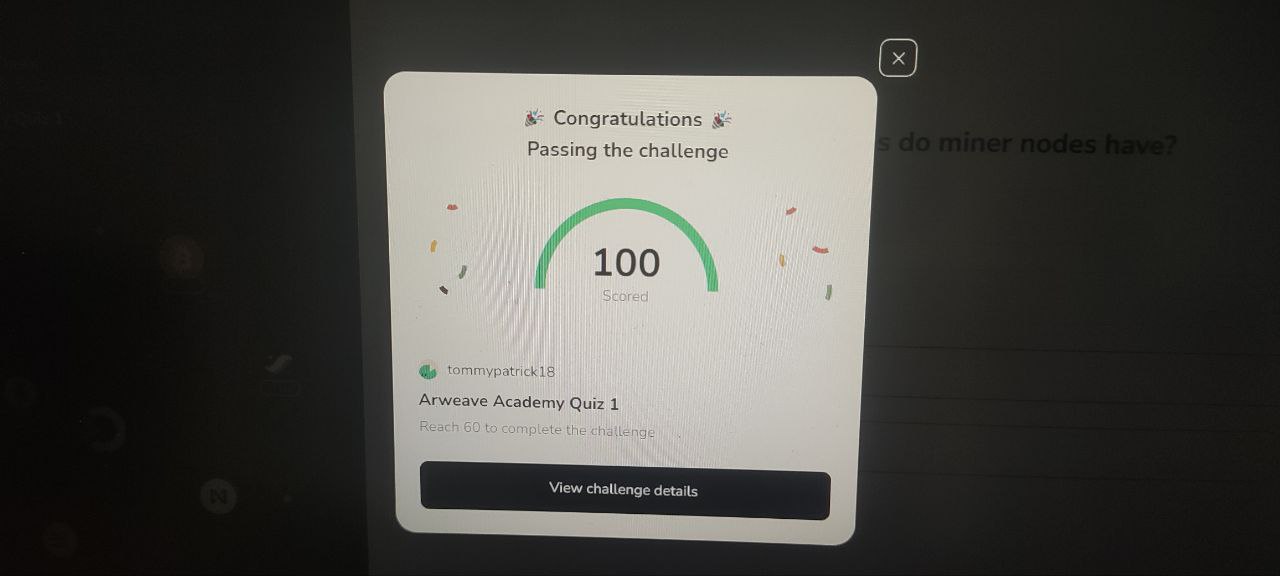 Congratulations
Passing the challenge
s do miner nodes have?
100
Scored
tommypatrick18
Arweave Academy Quiz 1
Reach 60 to complete the challenge
View challenge details